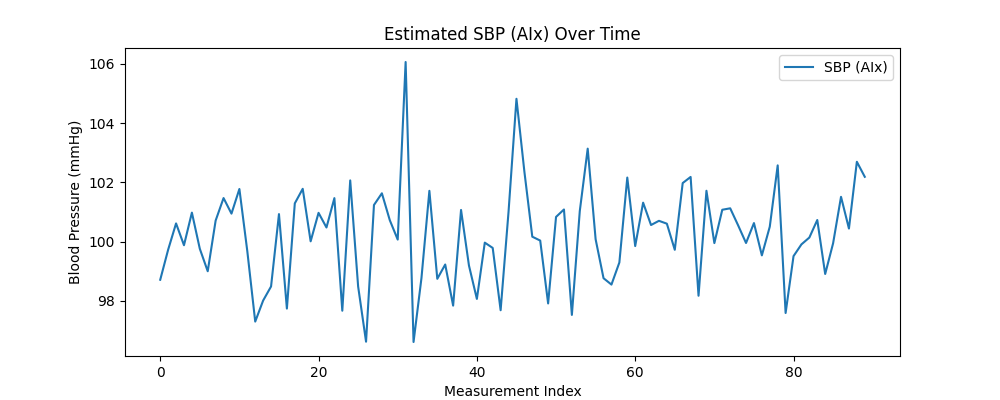 Estimated SBP (AIx) Over Time
SBP (AIx)
Blood Pressure (mmHg)
106
104
102
100
98
0
20
40
60
80
Measurement Index